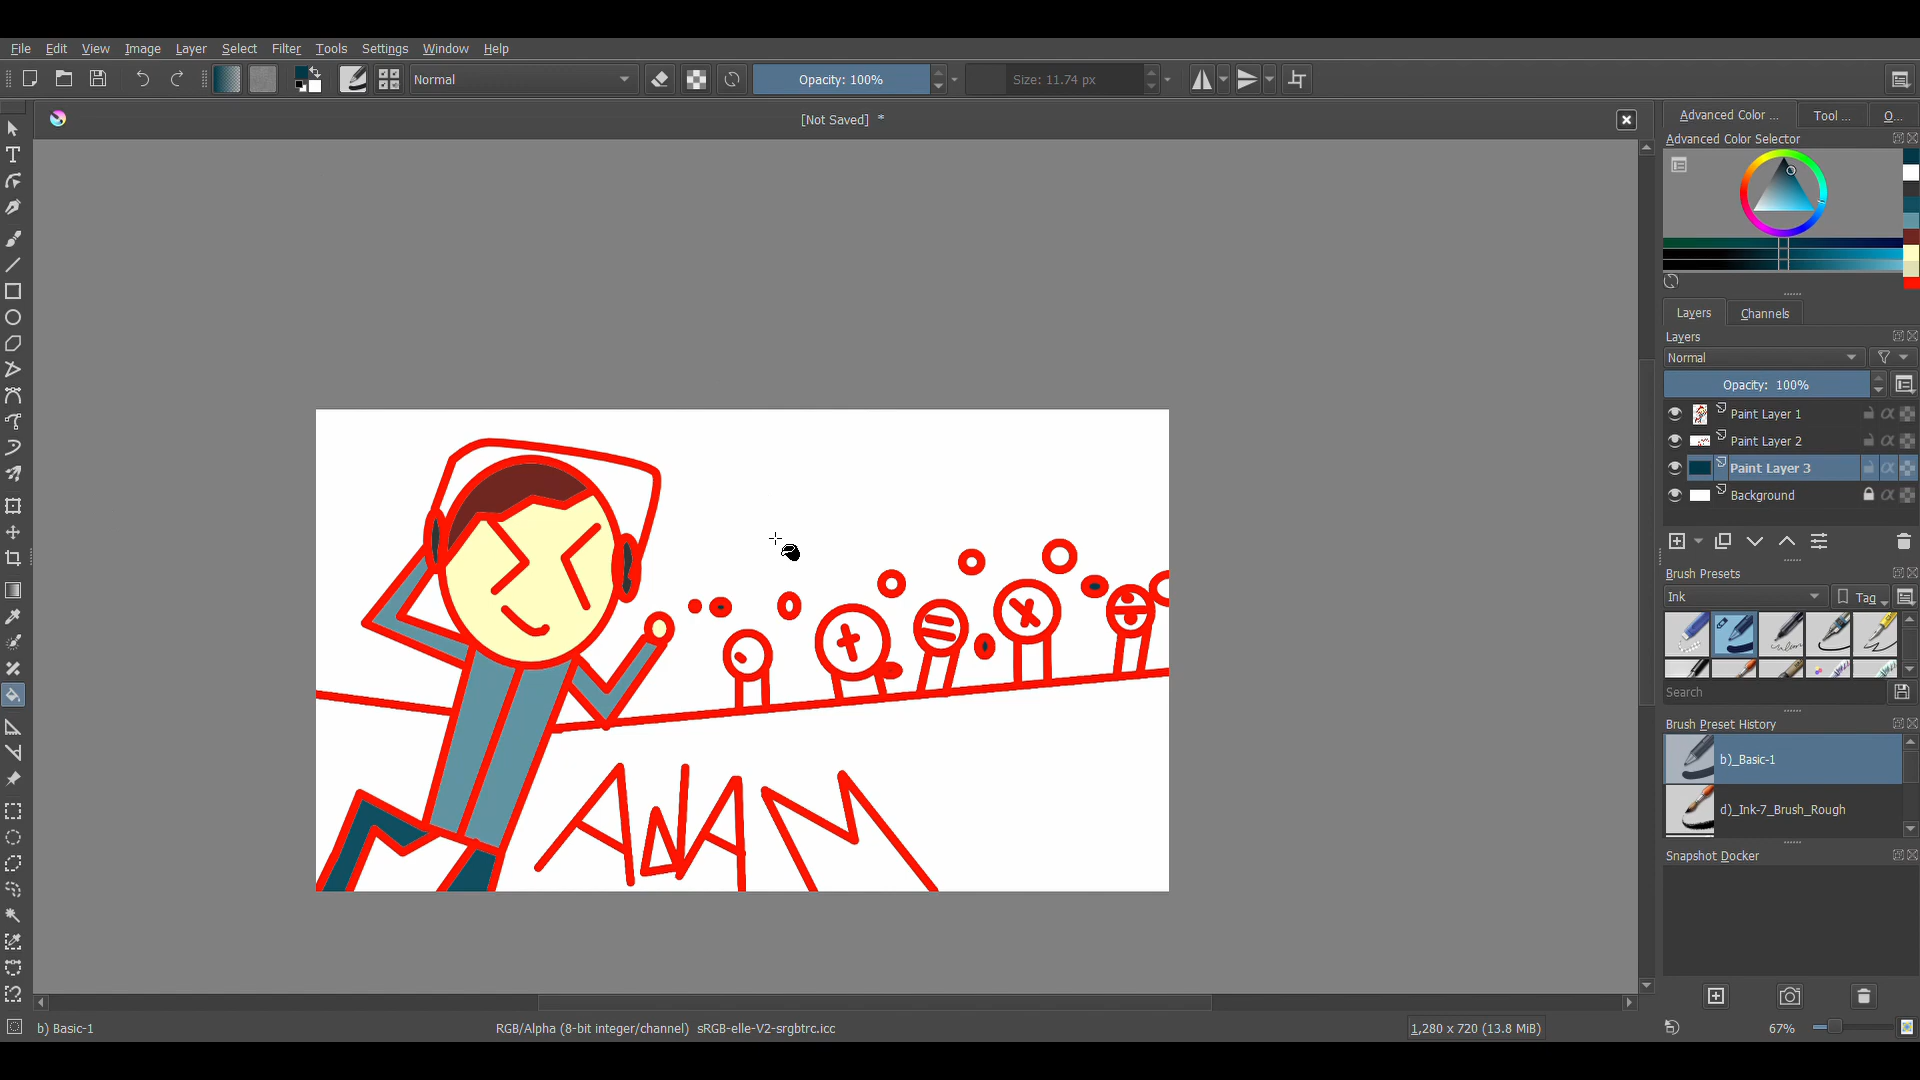 File Edit View Image Layer Select Filter Tools Settings Window Help
Normal Opacity: 100% Size: 11.74 px
[Not Saved] *
Advanced Color ... Tool ... O...
Advanced Color Selector
Layers Channels
Layers
Normal
Opacity: 100%
Paint Layer 1
Paint Layer 2
Paint Layer 3
Background
Brush Presets
Ink Tag
Search
Brush Preset History
b)_Basic-1
d)_Ink-7_Brush_Rough
Snapshot Docker
ADAM
b) Basic-1 RGB/Alpha (8-bit integer/channel) sRGB-elle-V2-srgbtrc.icc 1,280 x 720 (13.8 MiB) 67%